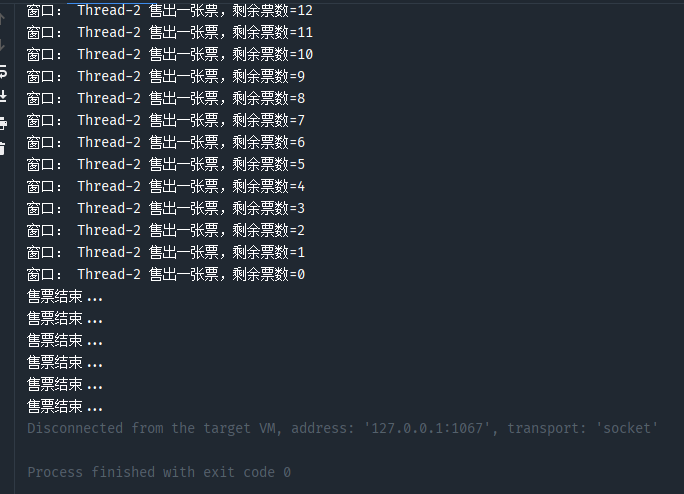 窗口： Thread-2 售出一张票，剩余票数=12
窗口： Thread-2 售出一张票，剩余票数=11
窗口： Thread-2 售出一张票，剩余票数=10
窗口： Thread-2 售出一张票，剩余票数=9
窗口： Thread-2 售出一张票，剩余票数=8
窗口： Thread-2 售出一张票，剩余票数=7
窗口： Thread-2 售出一张票，剩余票数=6
窗口： Thread-2 售出一张票，剩余票数=5
窗口： Thread-2 售出一张票，剩余票数=4
窗口： Thread-2 售出一张票，剩余票数=3
窗口： Thread-2 售出一张票，剩余票数=2
窗口： Thread-2 售出一张票，剩余票数=1
窗口： Thread-2 售出一张票，剩余票数=0
售票结束...
售票结束...
售票结束...
售票结束...
售票结束...
售票结束...
Disconnected from the target VM, address: '127.0.0.1:1067', transport: 'socket'
Process finished with exit code 0